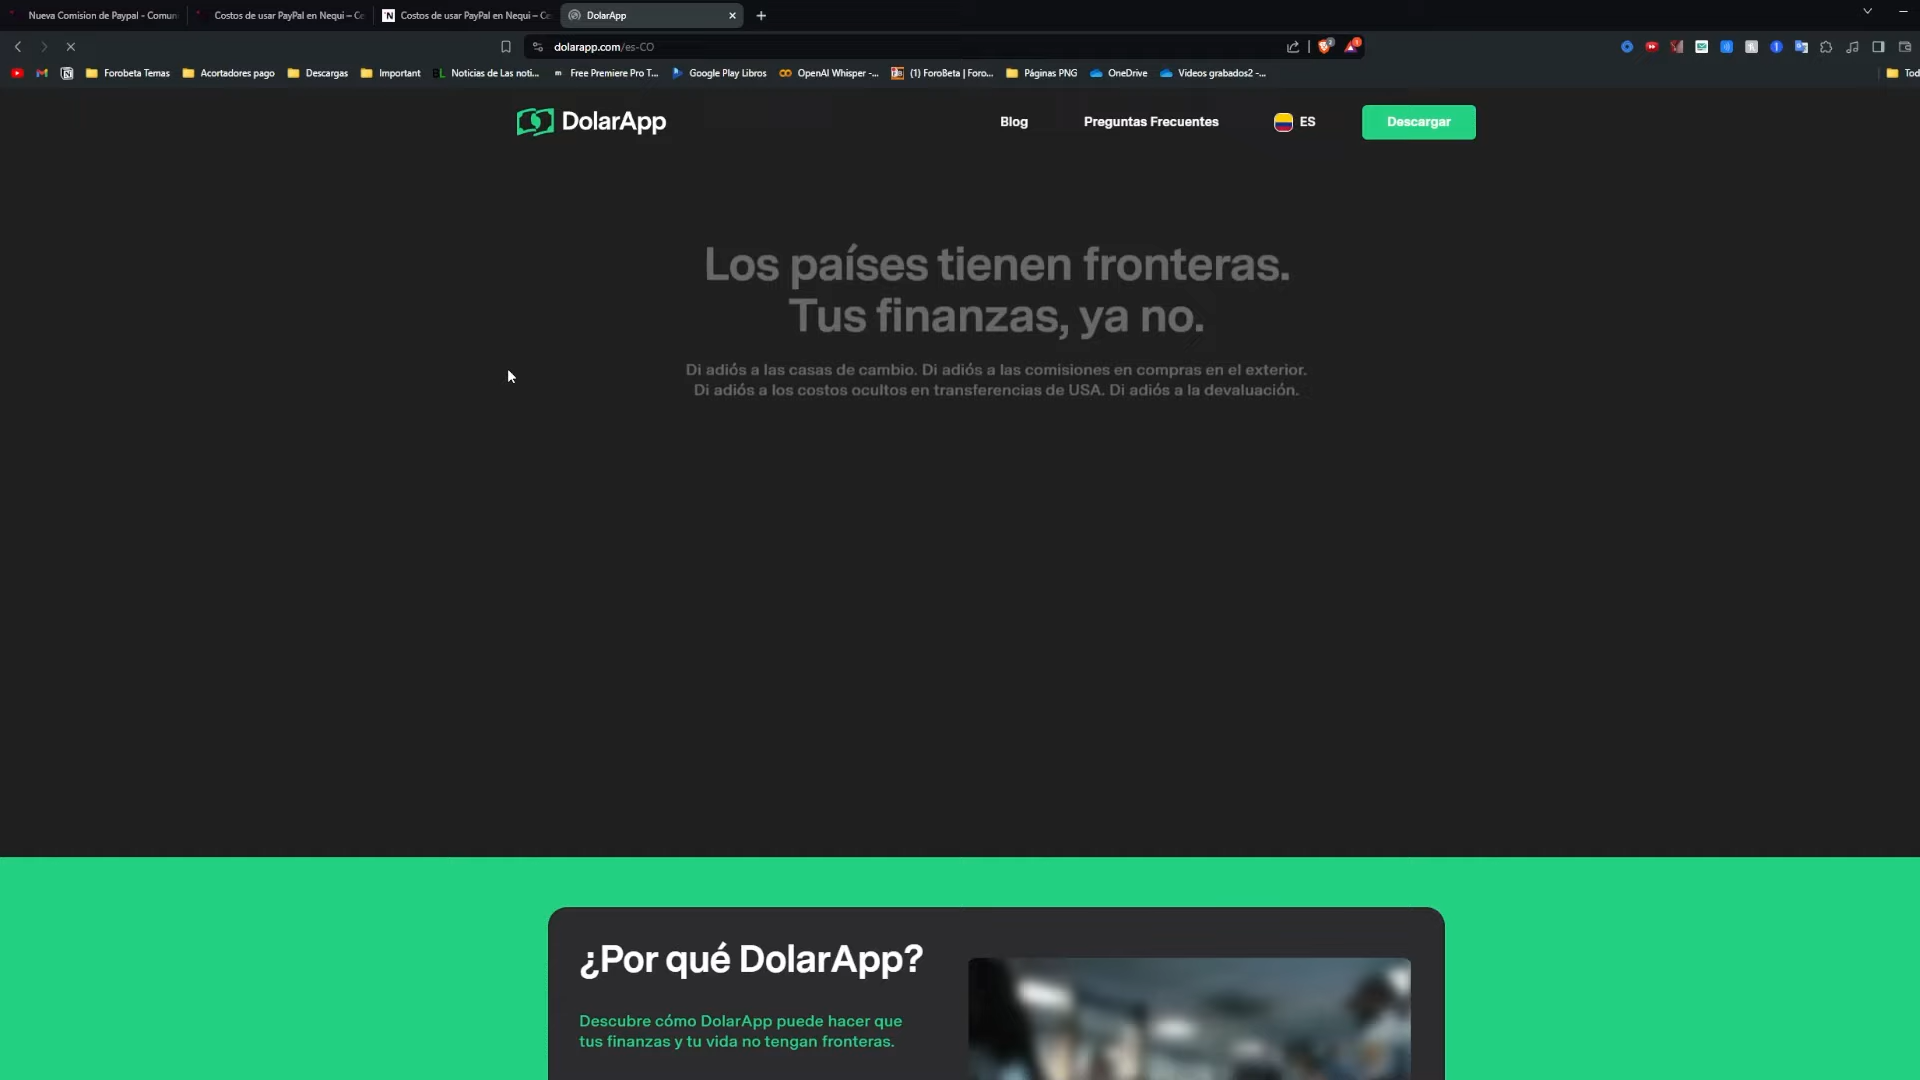 Nueva Comision de Paypal - Comun
Costos de usar PayPal en Nequi – Ce
Costos de usar PayPal en Nequi – Ce
DolarApp
dolarapp.com/es-CO
Forobeta Temas
Acortadores pago
Descargas
Important
Noticias de Las noti...
Free Premiere Pro T...
Google Play Libros
OpenAI Whisper -...
(1) ForoBeta | Foro...
Páginas PNG
OneDrive
Videos grabados2 -...
Tod
DolarApp
Blog
Preguntas Frecuentes
ES
Descargar
Los países tienen fronteras.
Tus finanzas, ya no.
Di adiós a las casas de cambio. Di adiós a las comisiones en compras en el exterior.
Di adiós a los costos ocultos en transferencias de USA. Di adiós a la devaluación.
¿Por qué DolarApp?
Descubre cómo DolarApp puede hacer que
tus finanzas y tu vida no tengan fronteras.